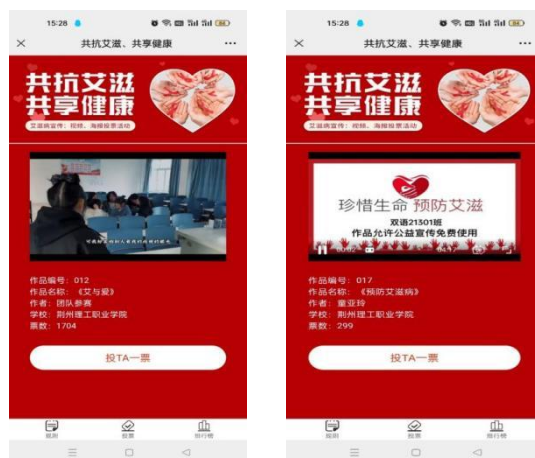 15:28
共抗艾滋、共享健康
共抗艾滋
共享健康
艾滋病宣传:视频、海报投票活动
作品编号:012
作品名称:《艾与爱》
作者:团队参赛
学校:荆州理工职业学院
票数:1704
投TA一票
规则
投票
排行榜
15:28
共抗艾滋、共享健康
共抗艾滋
共享健康
艾滋病宣传:视频、海报投票活动
珍惜生命 预防艾滋
双语21301班
作品允许公益宣传免费使用
作品编号:017
作品名称:《预防艾滋病》
作者:童亚玲
学校:荆州理工职业学院
票数:299
投TA一票
规则
投票
排行榜